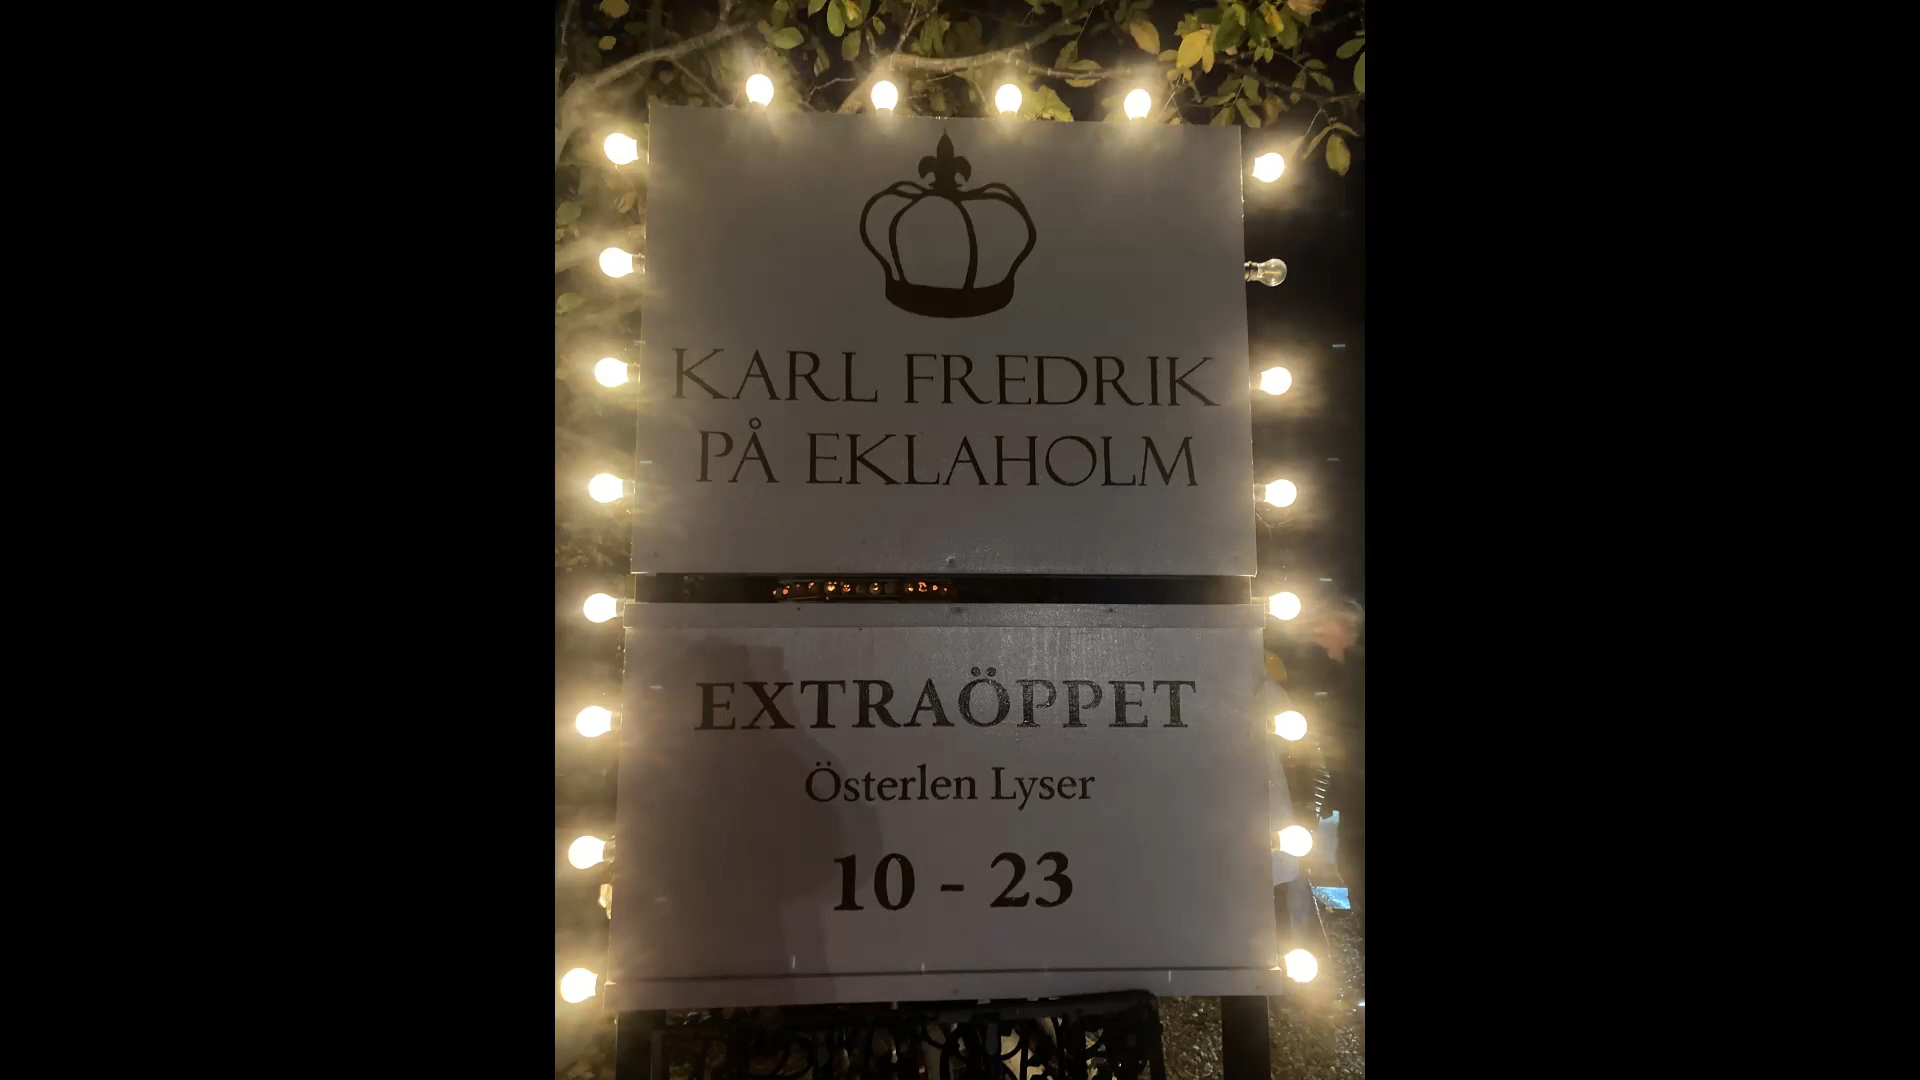 KARL FREDRIK
PÅ EKLAHOLM
EXTRAÖPPET
Österlen Lyser
10 - 23